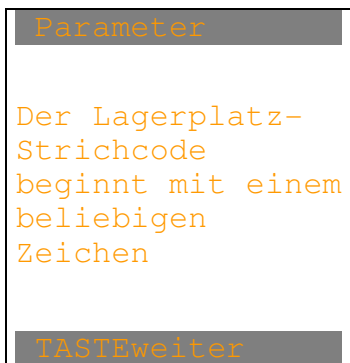 Parameter
Der Lagerplatz-
Strichcode
beginnt mit einem
beliebigen
Zeichen
TASTEweiter